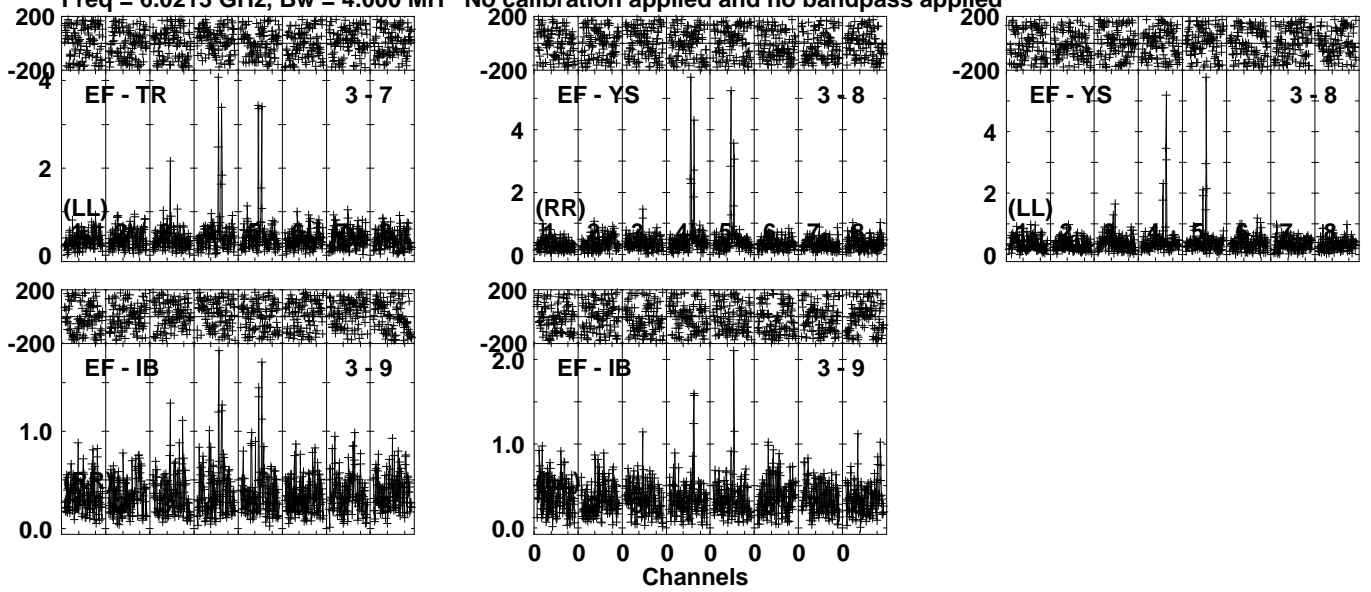 Freq = 6.0213 GHz, Bw = 4.000 MH No calibration applied and no bandpass applied
200
-200
EF - TR 3 - 7
4
2
0
(LL)
200
-200
EF - YS 3 - 8
4
2
0
(RR)
1 2 3 4 5 6 7 8
200
-200
EF - YS 3 - 8
4
2
0
(LL)
1 2 3 4 5 6 7 8
200
-200
EF - IB 3 - 9
1.0
0.0
(RR)
200
-200
EF - IB 3 - 9
2.0
1.0
0.0
0 0 0 0 0 0 0 0
Channels